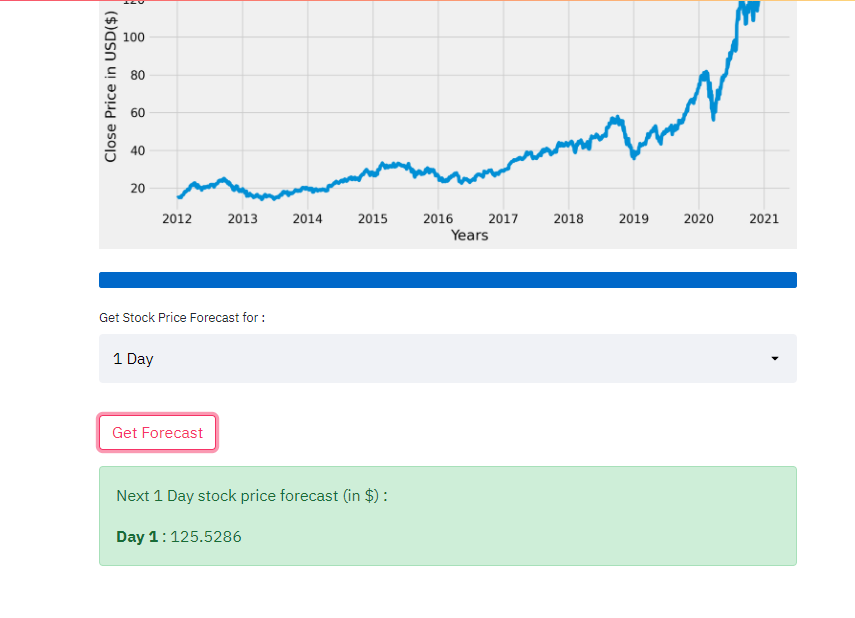 120
100
80
60
40
20
Close Price in USD($)
2012 2013 2014 2015 2016 2017 2018 2019 2020 2021
Years
Get Stock Price Forecast for :
1 Day
Get Forecast
Next 1 Day stock price forecast (in $) :
Day 1 : 125.5286